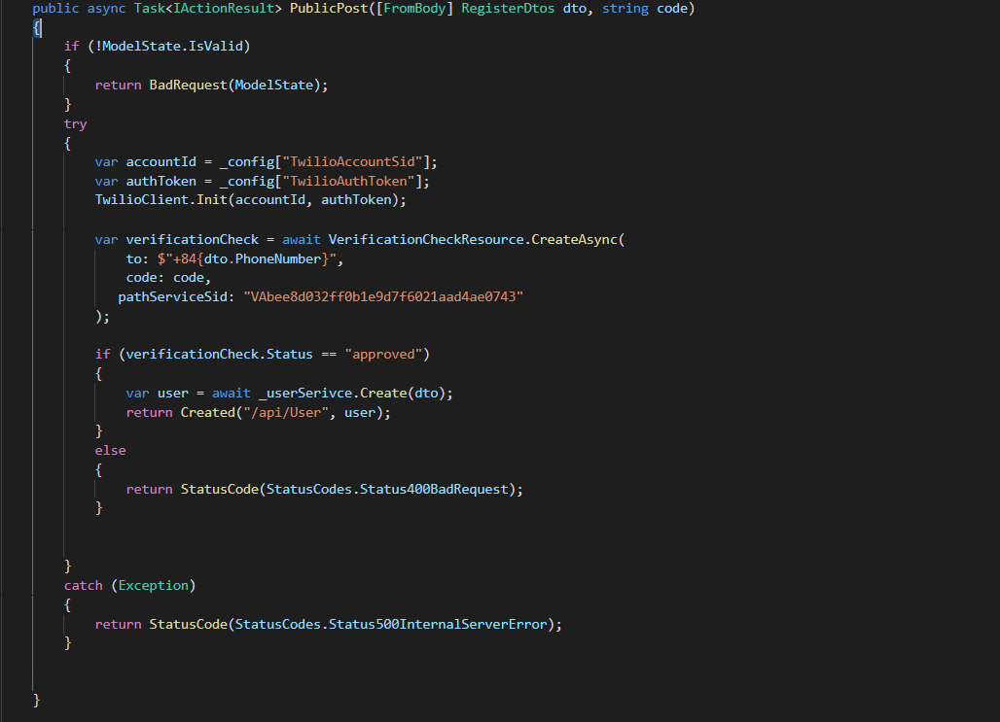 public async Task<IActionResult> PublicPost([FromBody] RegisterDtos dto, string code)
{
    if (!ModelState.IsValid)
    {
        return BadRequest(ModelState);
    }
    try
    {
        var accountId = _config["TwilioAccountSid"];
        var authToken = _config["TwilioAuthToken"];
        TwilioClient.Init(accountId, authToken);

        var verificationCheck = await VerificationCheckResource.CreateAsync(
            to: $"+84{dto.PhoneNumber}",
            code: code,
           pathServiceSid: "VAbee8d032ff0b1e9d7f6021aad4ae0743"
        );

        if (verificationCheck.Status == "approved")
        {
            var user = await _userSerivce.Create(dto);
            return Created("/api/User", user);
        }
        else
        {
            return StatusCode(StatusCodes.Status400BadRequest);
        }


    }
    catch (Exception)
    {
        return StatusCode(StatusCodes.Status500InternalServerError);
    }


}